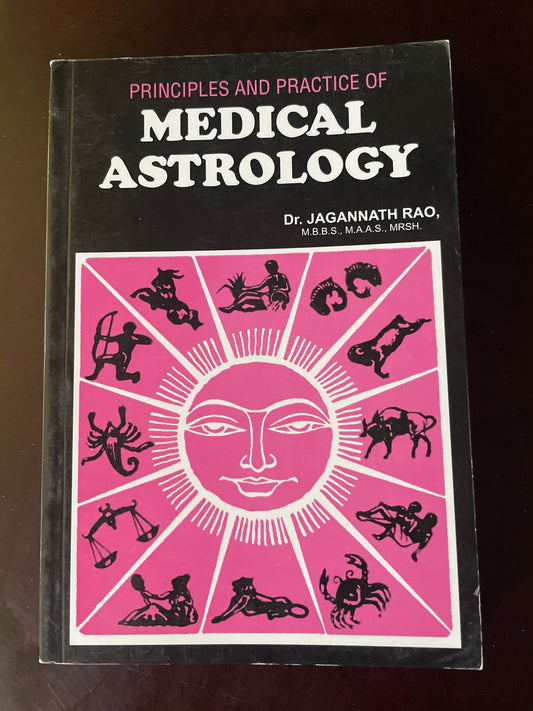 PRINCIPLES AND PRACTICE OF
MEDICAL
ASTROLOGY
Dr. JAGANNATH RAO,
M.B.B.S., M.A.A.S., MRSH.